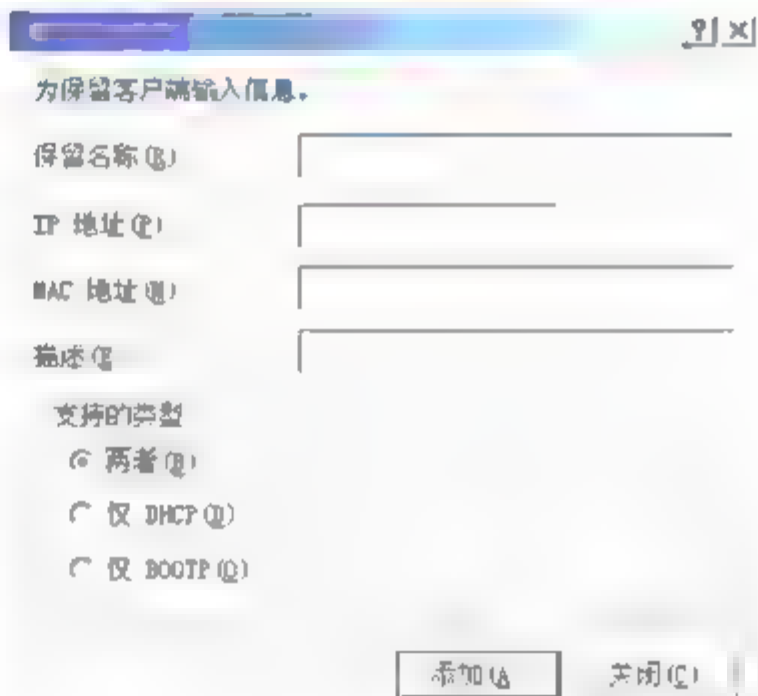 为保留客户端输入信息。
保留名称(R)
IP 地址(P)
MAC 地址(M)
描述(E
支持的类型
两者(B)
仅 DHCP(D)
仅 BOOTP(O)
添加(A
关闭(C)